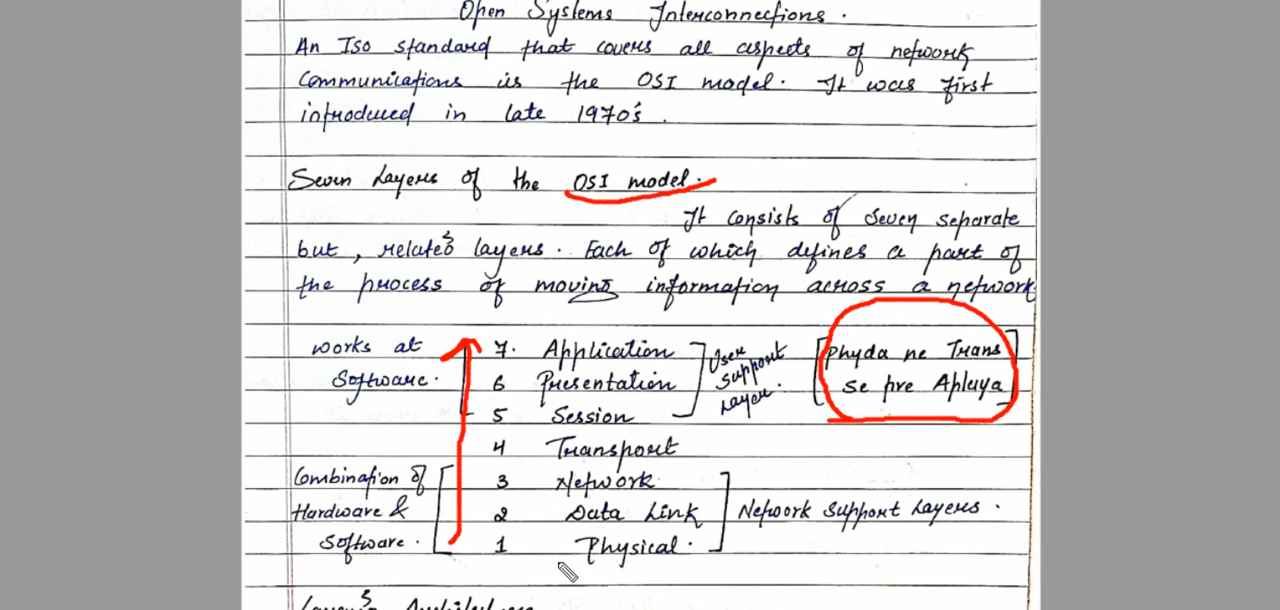 Open Systems Interconnections.
An Iso standard that covers all aspects of network
Communications is the OSI model. It was first
introduced in late 1970's.
Seven Layers of the OSI model.
It consists of Seven separate
but, related layers. Each of which defines a part of
the process of moving information across a network
works at
Software.
7. Application
6 Presentation
5 Session
User
Support
Layer.
[Phyda ne Trans
se pre Aplaya]
4 Transport
Combination of
Hardware &
Software.
3 Network
2 Data Link
1 Physical.
Network Support Layers.